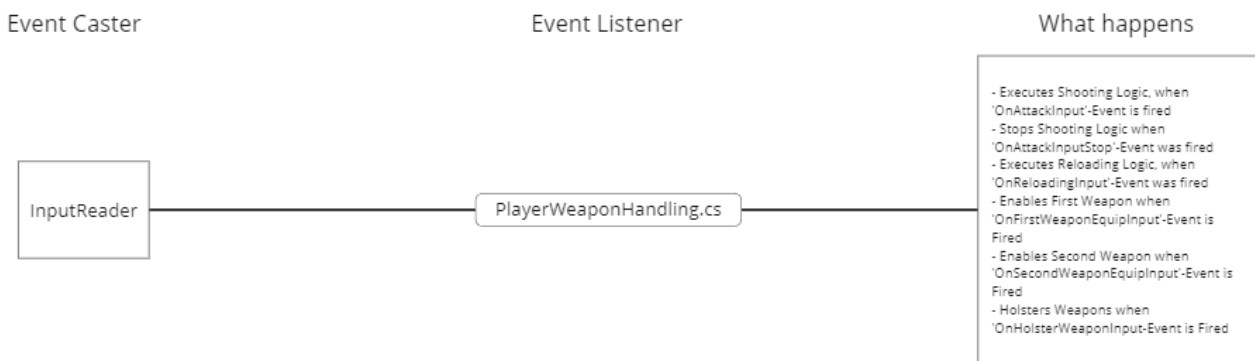 Event Caster
Event Listener
What happens
InputReader
PlayerWeaponHandling.cs
- Executes Shooting Logic, when
'OnAttackInput'-Event is fired
- Stops Shooting Logic when
'OnAttackInputStop'-Event was fired
- Executes Reloading Logic, when
'OnReloadingInput'-Event was fired
- Enables First Weapon when
'OnFirstWeaponEquipInput'-Event is
Fired
- Enables Second Weapon when
'OnSecondWeaponEquipInput'-Event is
Fired
- Holsters Weapons when
'OnHolsterWeaponInput-Event is Fired